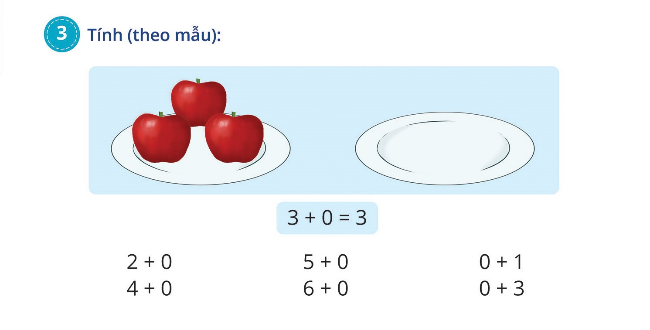 3 Tính (theo mẫu):
3 + 0 = 3
2 + 0 5 + 0 0 + 1
4 + 0 6 + 0 0 + 3